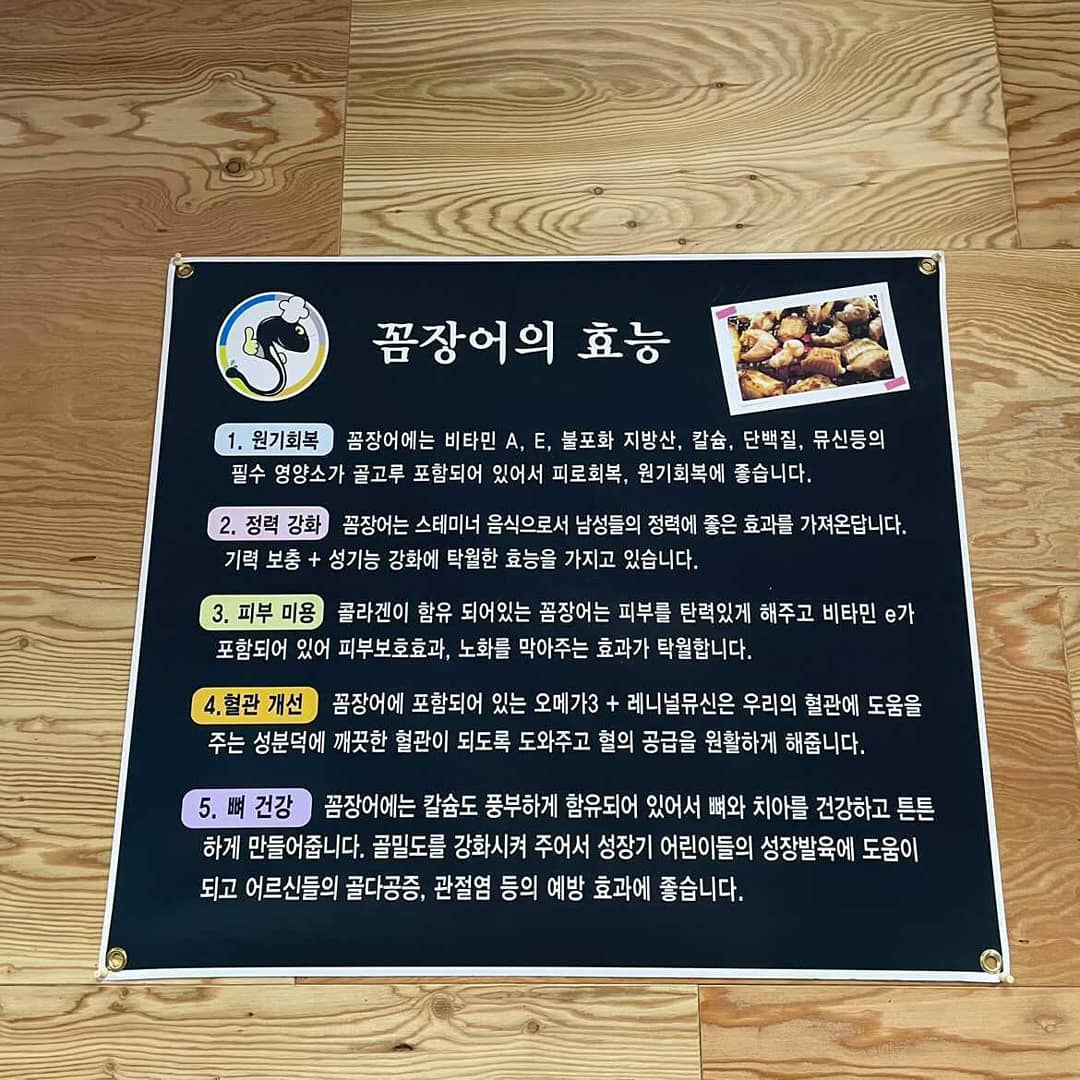 꼼장어의 효능
1. 원기회복 꼼장어에는 비타민 A, E, 불포화 지방산, 칼슘, 단백질, 뮤신등의
필수 영양소가 골고루 포함되어 있어서 피로회복, 원기회복에 좋습니다.
2. 정력 강화 꼼장어는 스테미너 음식으로서 남성들의 정력에 좋은 효과를 가져온답니다.
기력 보충 + 성기능 강화에 탁월한 효능을 가지고 있습니다.
3. 피부 미용 콜라겐이 함유 되어있는 꼼장어는 피부를 탄력있게 해주고 비타민 e가
포함되어 있어 피부보호효과, 노화를 막아주는 효과가 탁월합니다.
4.혈관 개선 꼼장어에 포함되어 있는 오메가3 + 레니널뮤신은 우리의 혈관에 도움을
주는 성분덕에 깨끗한 혈관이 되도록 도와주고 혈의 공급을 원활하게 해줍니다.
5. 뼈 건강 꼼장어에는 칼슘도 풍부하게 함유되어 있어서 뼈와 치아를 건강하고 튼튼
하게 만들어줍니다. 골밀도를 강화시켜 주어서 성장기 어린이들의 성장발육에 도움이
되고 어르신들의 골다공증, 관절염 등의 예방 효과에 좋습니다.